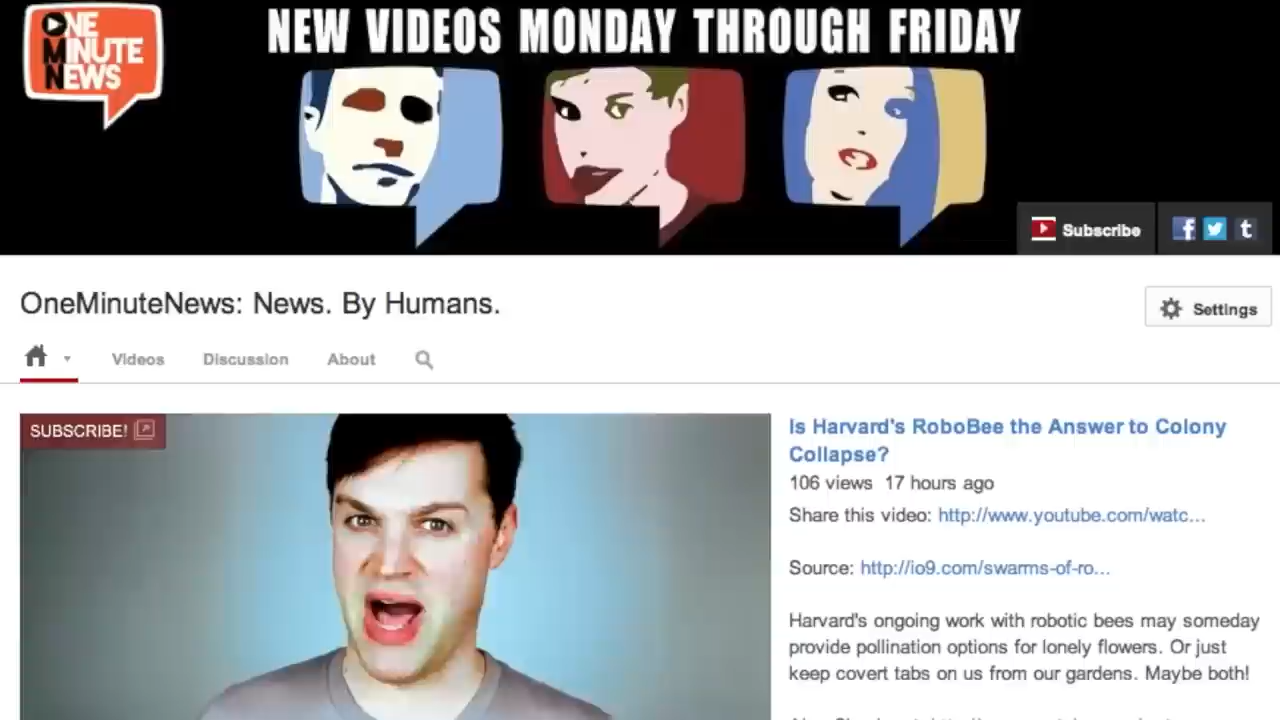 ONE
MINUTE
NEWS
NEW VIDEOS MONDAY THROUGH FRIDAY
Subscribe
OneMinuteNews: News. By Humans.
Settings
Videos
Discussion
About
SUBSCRIBE!
Is Harvard's RoboBee the Answer to Colony
Collapse?
106 views 17 hours ago
Share this video: http://www.youtube.com/watc...
Source: http://io9.com/swarms-of-ro...
Harvard's ongoing work with robotic bees may someday
provide pollination options for lonely flowers. Or just
keep covert tabs on us from our gardens. Maybe both!